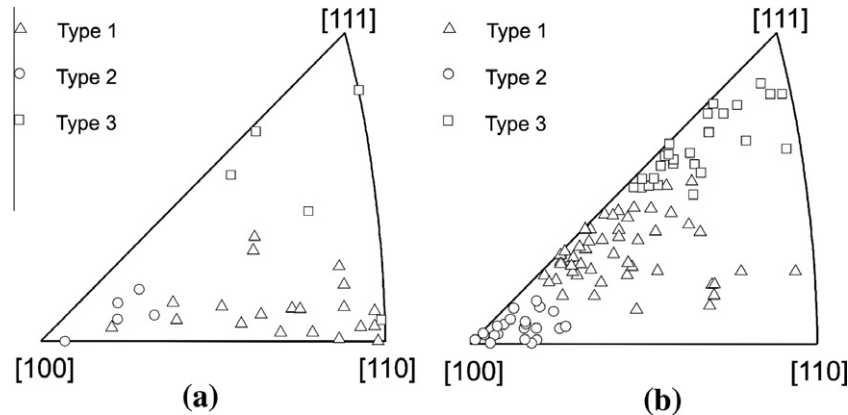 [111]
Type 1
Type 2
Type 3
[100]
[110]
(a)
[111]
Type 1
Type 2
Type 3
[100]
[110]
(b)